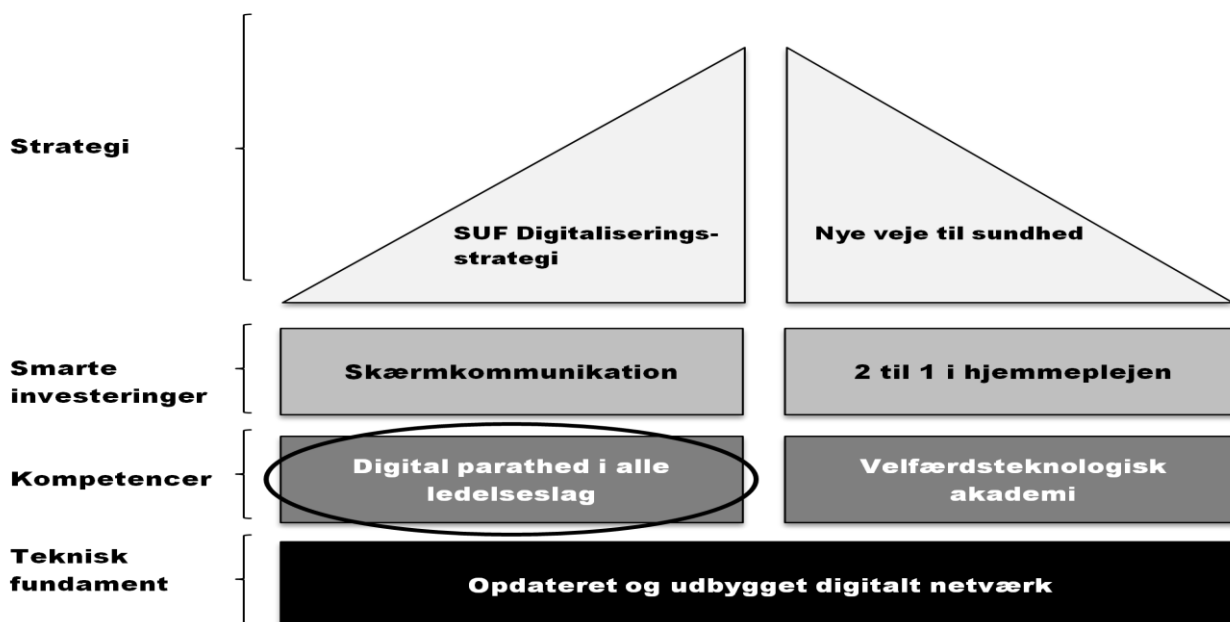 Strategi
SUF Digitaliserings-
strategi
Nye veje til sundhed
Smarte
investeringer
Skærmkommunikation
2 til 1 i hjemmeplejen
Kompetencer
Digital parathed i alle
ledelseslag
Velfærdsteknologisk
akademi
Teknisk
fundament
Opdateret og udbygget digitalt netværk